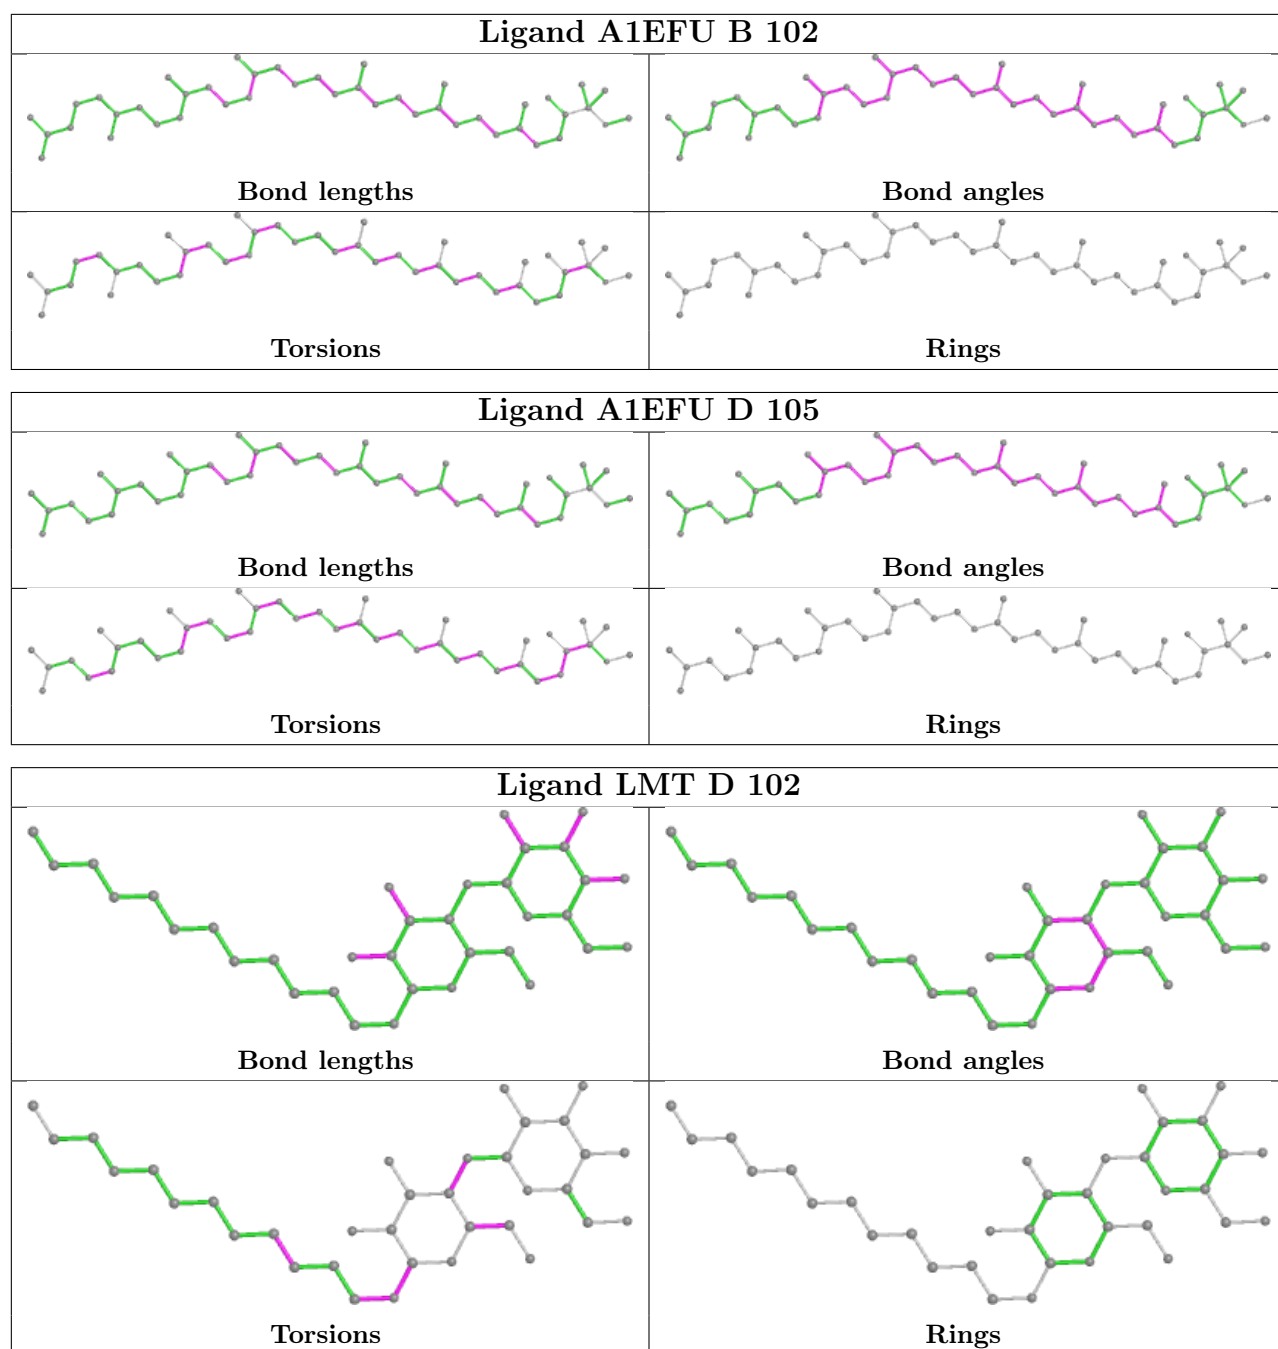 Ligand A1EFU B 102
Bond lengths
Bond angles
Torsions
Rings
Ligand A1EFU D 105
Bond lengths
Bond angles
Torsions
Rings
Ligand LMT D 102
Bond lengths
Bond angles
Torsions
Rings